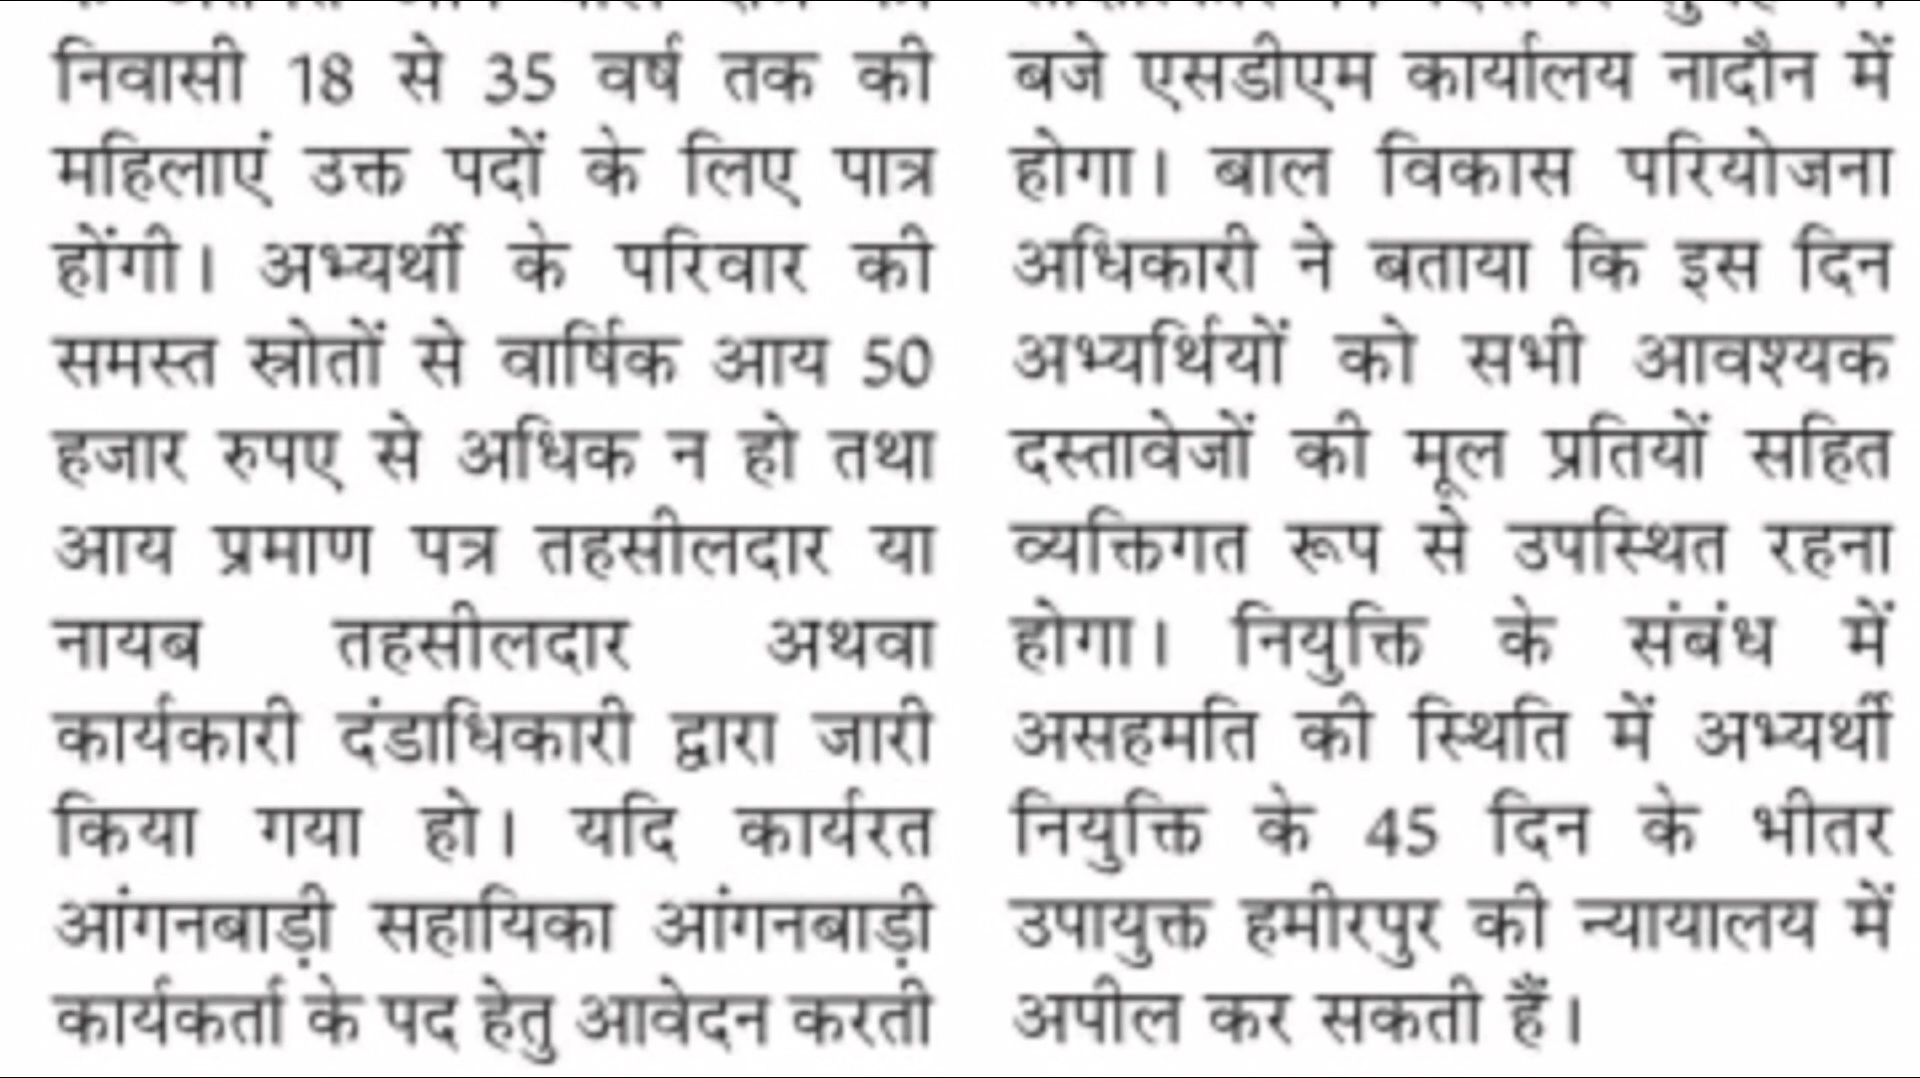 निवासी 18 से 35 वर्ष तक की
महिलाएं उक्त पदों के लिए पात्र
होंगी। अभ्यर्थी के परिवार की
समस्त स्रोतों से वार्षिक आय 50
हजार रुपए से अधिक न हो तथा
आय प्रमाण पत्र तहसीलदार या
नायब तहसीलदार अथवा
कार्यकारी दंडाधिकारी द्वारा जारी
किया गया हो। यदि कार्यरत
आंगनबाड़ी सहायिका आंगनबाड़ी
कार्यकर्ता के पद हेतु आवेदन करती
बजे एसडीएम कार्यालय नादौन में
होगा। बाल विकास परियोजना
अधिकारी ने बताया कि इस दिन
अभ्यर्थियों को सभी आवश्यक
दस्तावेजों की मूल प्रतियों सहित
व्यक्तिगत रूप से उपस्थित रहना
होगा। नियुक्ति के संबंध में
असहमति की स्थिति में अभ्यर्थी
नियुक्ति के 45 दिन के भीतर
उपायुक्त हमीरपुर की न्यायालय में
अपील कर सकती हैं।